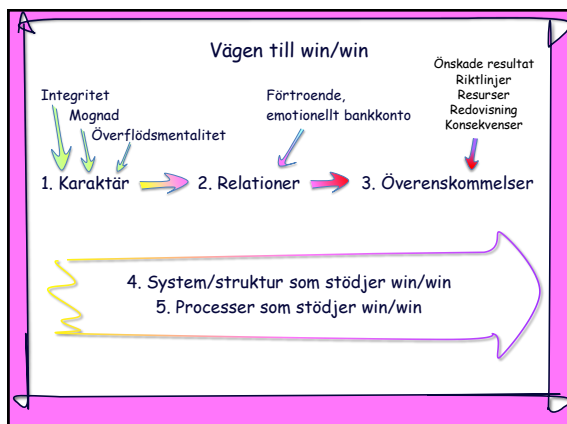 Vägen till win/win
Integritet
Mognad
Överflödsmentalitet
Förtroende,
emotionellt bankkonto
Önskade resultat
Riktlinjer
Resurser
Redovisning
Konsekvenser
1. Karaktär
2. Relationer
3. Överenskommelser
4. System/struktur som stödjer win/win
5. Processer som stödjer win/win